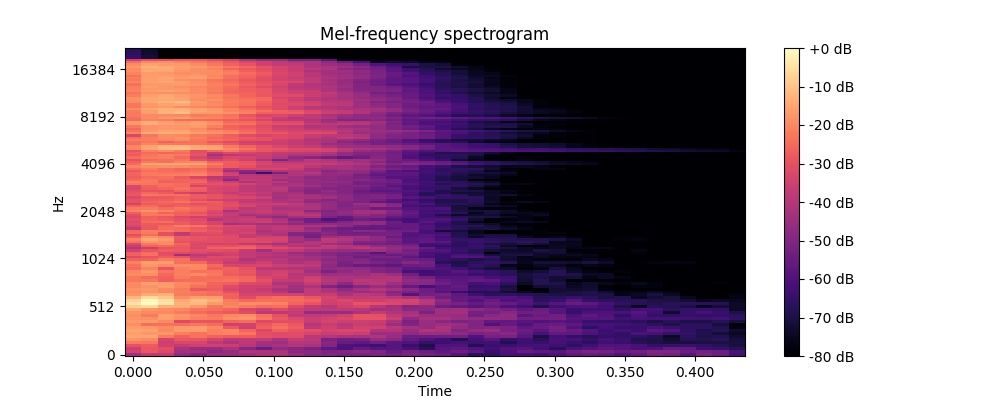 Mel-frequency spectrogram
Hz
16384
8192
4096
2048
1024
512
0
0.000 0.050 0.100 0.150 0.200 0.250 0.300 0.350 0.400
Time
+0 dB
-10 dB
-20 dB
-30 dB
-40 dB
-50 dB
-60 dB
-70 dB
-80 dB